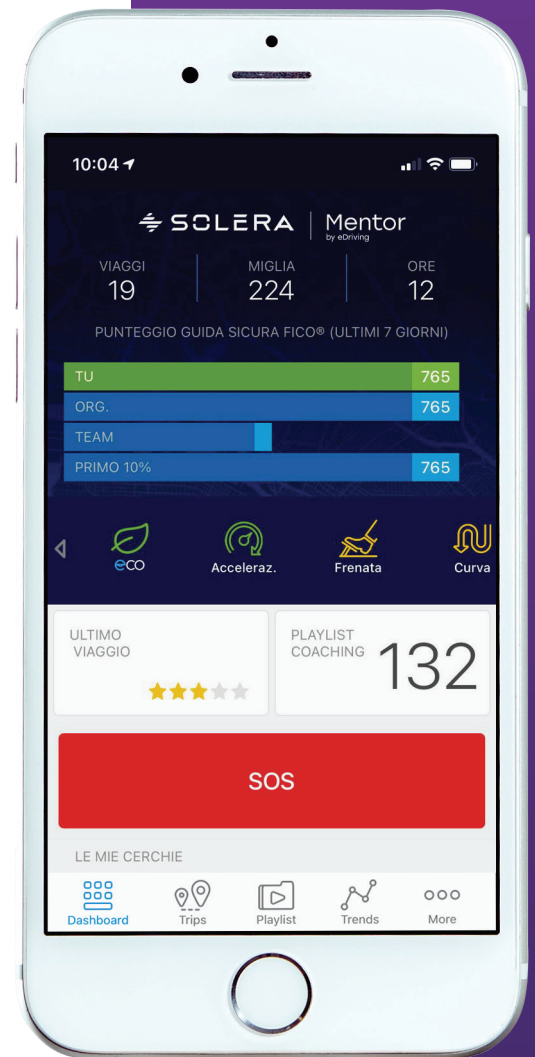 10:04
SOLERA Mentor
by eDriving
VIAGGI MIGLIA ORE
19 224 12
PUNTEGGIO GUIDA SICURA FICO® (ULTIMI 7 GIORNI)
TU 765
ORG. 765
TEAM
PRIMO 10% 765
eco Acceleraz. Frenata Curva
ULTIMO
VIAGGIO
PLAYLIST
COACHING
132
SOS
LE MIE CERCHIE
Dashboard Trips Playlist Trends More